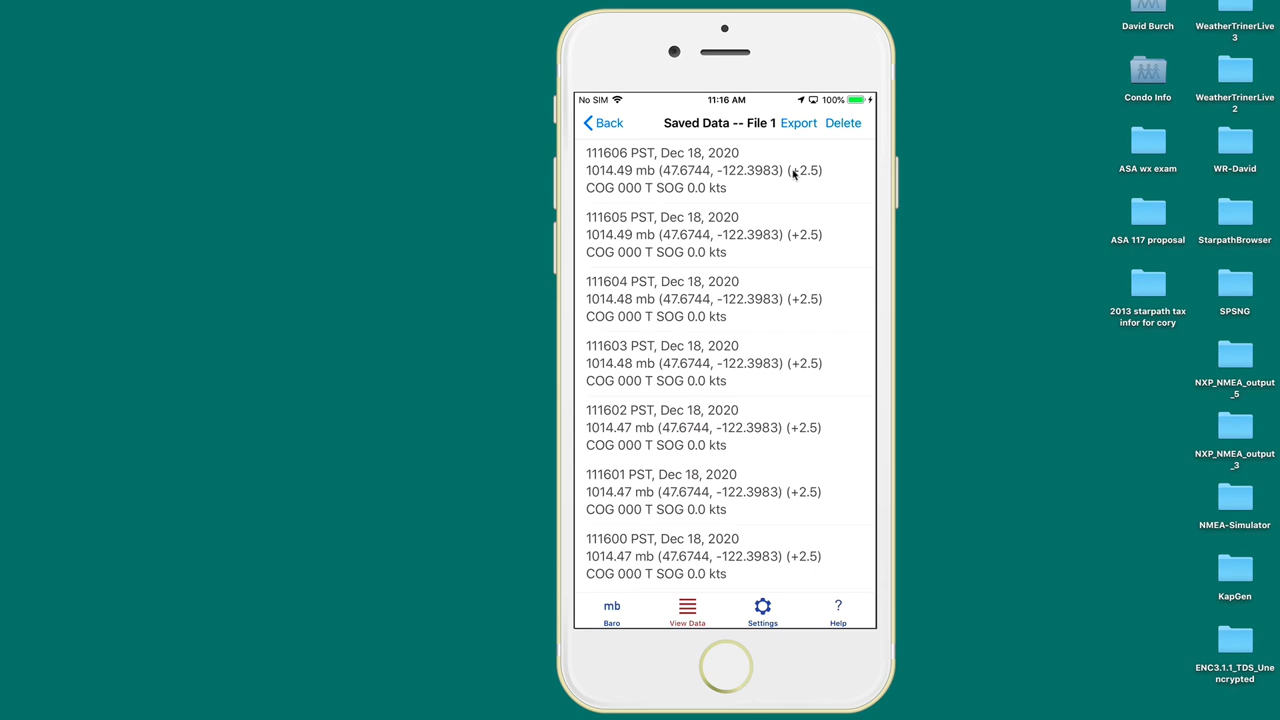 No SIM 11:16 AM 100%
Back Saved Data -- File 1 Export Delete
111606 PST, Dec 18, 2020
1014.49 mb (47.6744, -122.3983) (+2.5)
COG 000 T SOG 0.0 kts
111605 PST, Dec 18, 2020
1014.49 mb (47.6744, -122.3983) (+2.5)
COG 000 T SOG 0.0 kts
111604 PST, Dec 18, 2020
1014.48 mb (47.6744, -122.3983) (+2.5)
COG 000 T SOG 0.0 kts
111603 PST, Dec 18, 2020
1014.48 mb (47.6744, -122.3983) (+2.5)
COG 000 T SOG 0.0 kts
111602 PST, Dec 18, 2020
1014.47 mb (47.6744, -122.3983) (+2.5)
COG 000 T SOG 0.0 kts
111601 PST, Dec 18, 2020
1014.47 mb (47.6744, -122.3983) (+2.5)
COG 000 T SOG 0.0 kts
111600 PST, Dec 18, 2020
1014.47 mb (47.6744, -122.3983) (+2.5)
COG 000 T SOG 0.0 kts
mb ?
Baro View Data Settings Help
David Burch
WeatherTrinerLive
3
Condo Info
WeatherTrinerLive
2
ASA wx exam
WR-David
ASA 117 proposal
StarpathBrowser
2013 starpath tax
infor for cory
SPSNG
NXP_NMEA_output
_5
NXP_NMEA_output
_3
NMEA-Simulator
KapGen
ENC3.1.1_TDS_Une
ncrypted